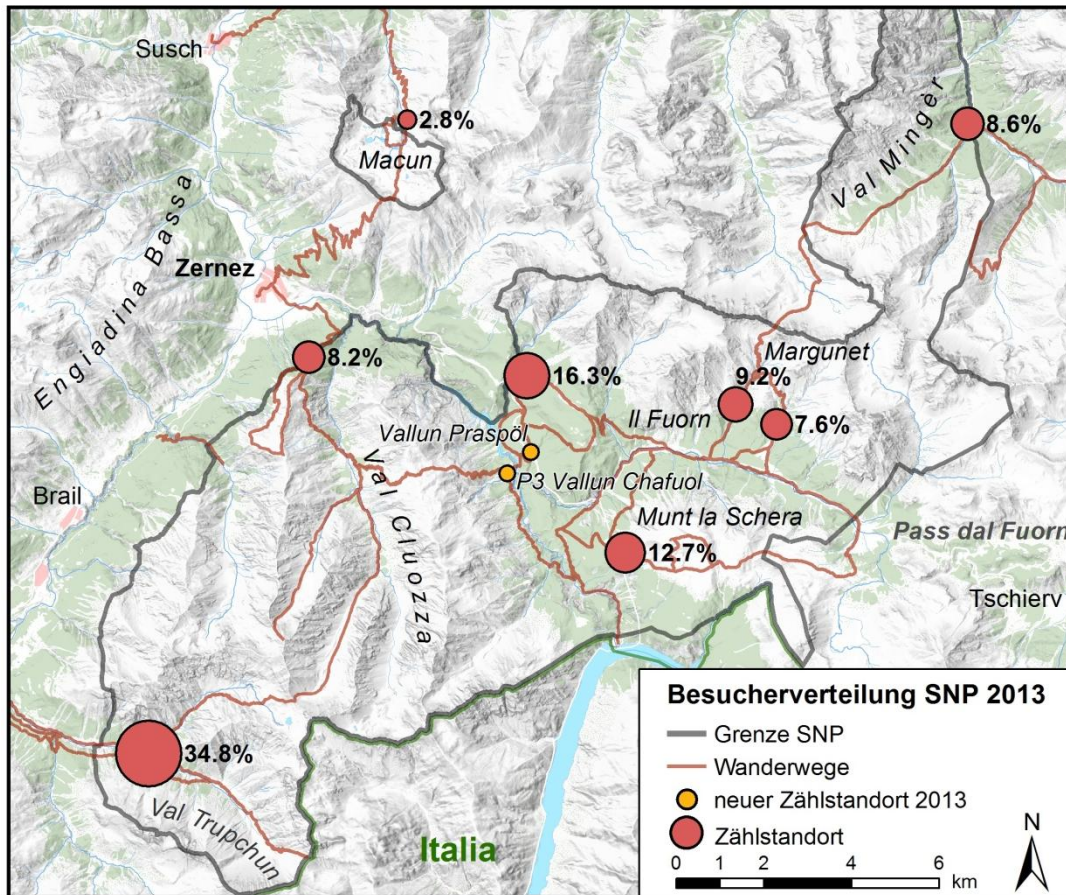 Susch
2.8%
Macun
8.6%
Val Mingèr
Engiadina Bassa
Zernez
8.2%
16.3%
Margunet
9.2%
Il Fuorn
7.6%
Vallun Praspöl
P3 Vallun Chafuol
Val Cluozza
Brail
Munt la Schera
12.7%
Pass dal Fuorn
Tschierv
34.8%
Val Trupchun
Italia
Besucherverteilung SNP 2013
Grenze SNP
Wanderwege
neuer Zählstandort 2013
Zählstandort
N
0 1 2 4 6
km